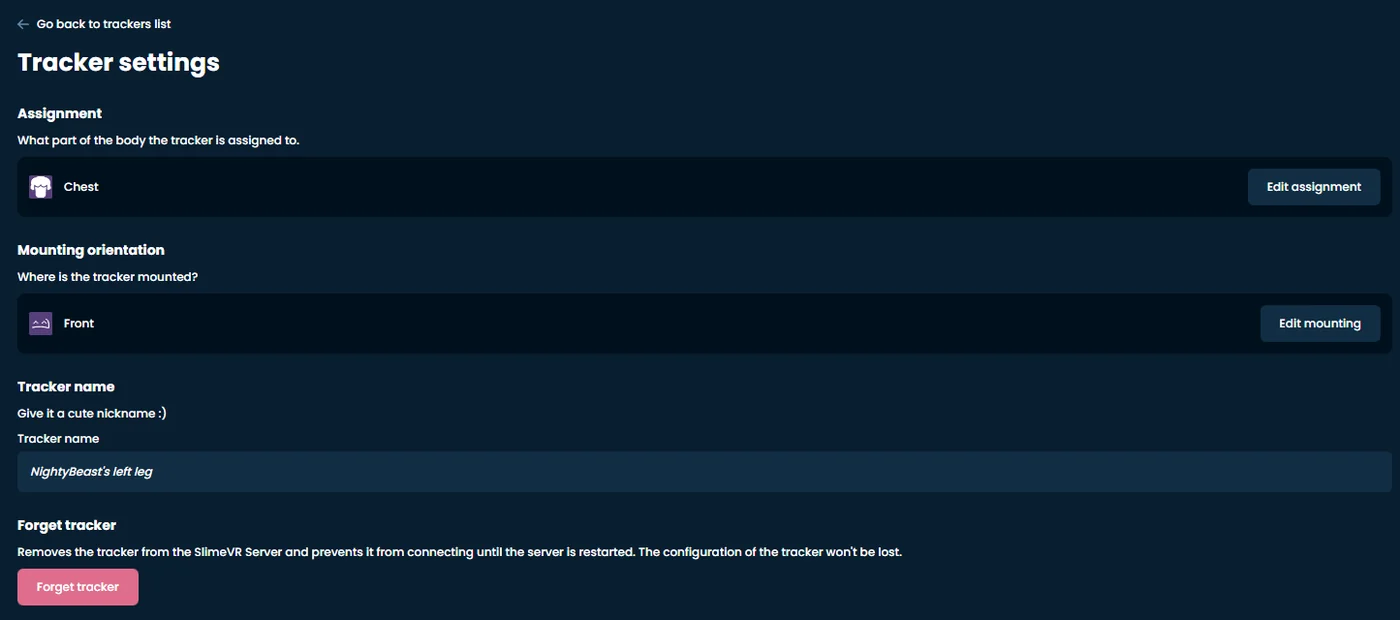 Go back to trackers list
Tracker settings
Assignment
What part of the body the tracker is assigned to.
Chest
Edit assignment
Mounting orientation
Where is the tracker mounted?
Front
Edit mounting
Tracker name
Give it a cute nickname :)
Tracker name
NightyBeast's left leg
Forget tracker
Removes the tracker from the SlimeVR Server and prevents it from connecting until the server is restarted. The configuration of the tracker won't be lost.
Forget tracker